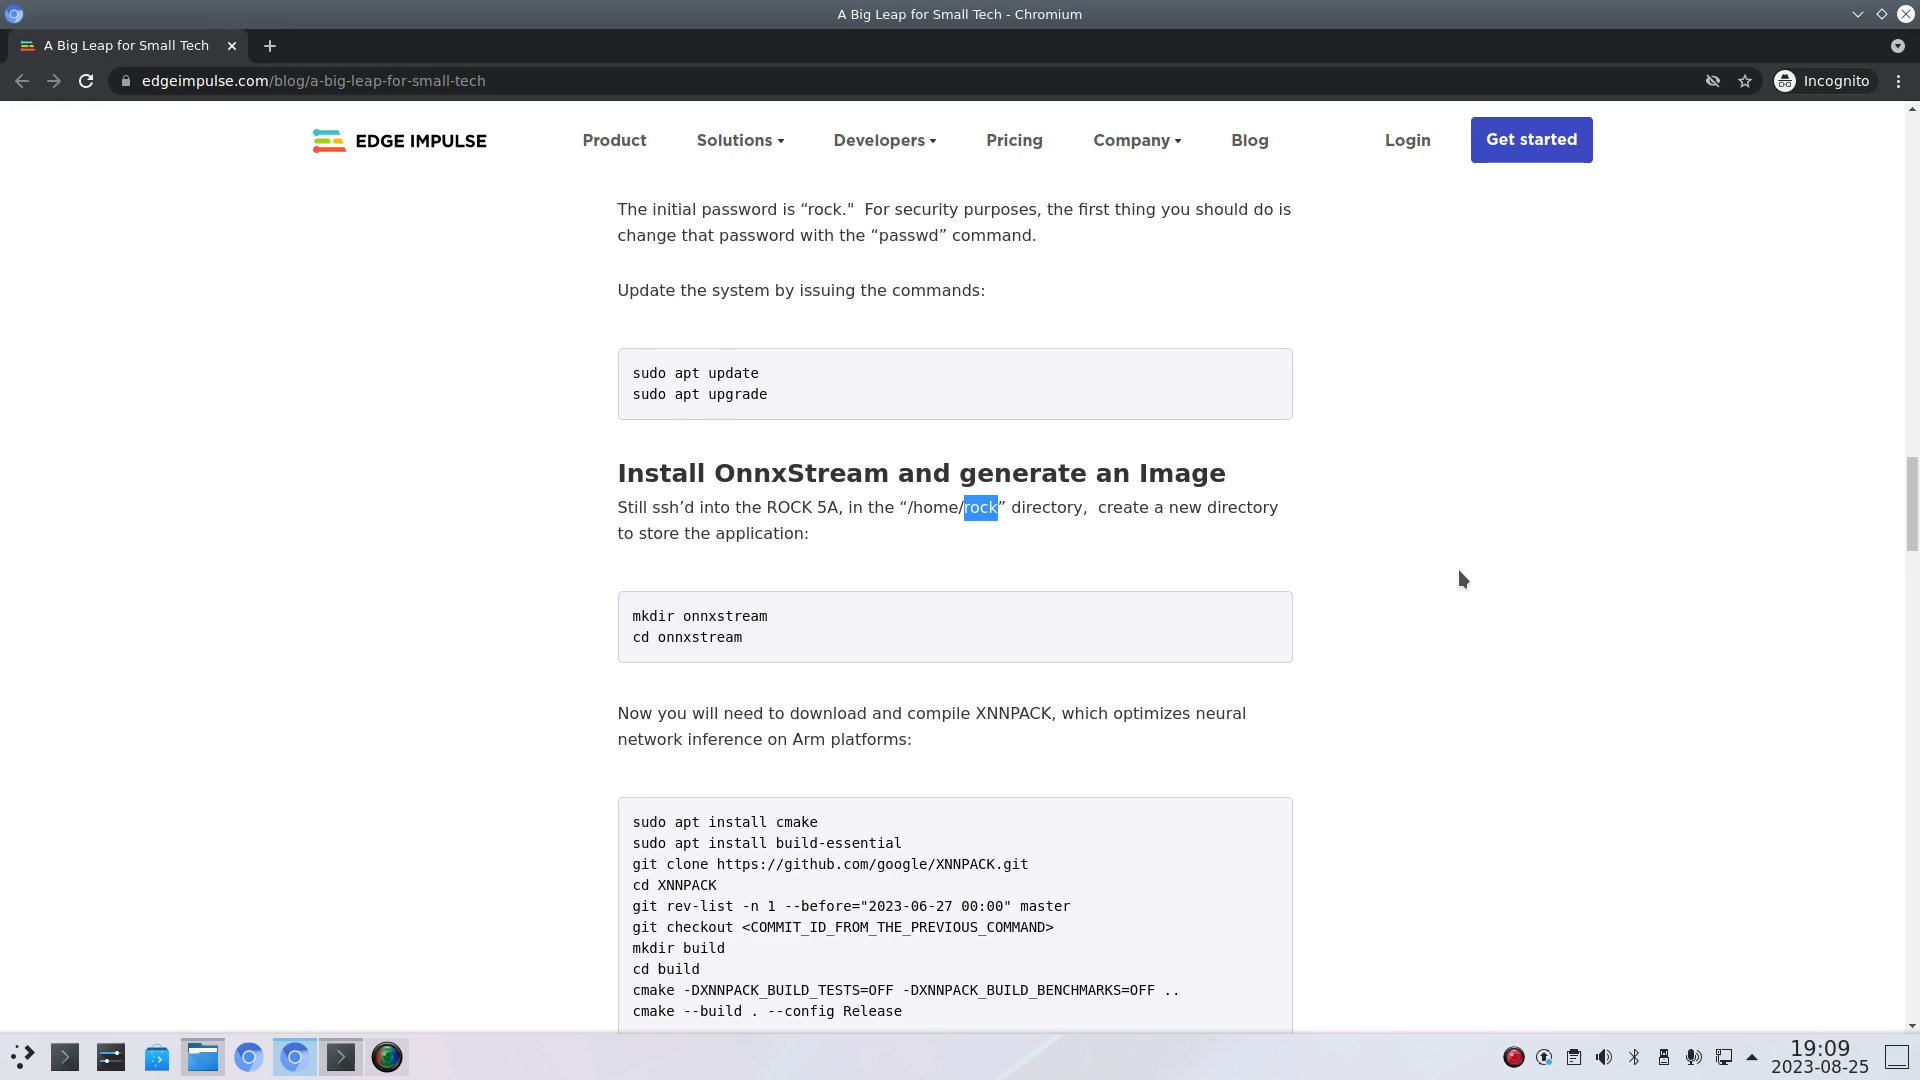 A Big Leap for Small Tech - Chromium
A Big Leap for Small Tech
edgeimpulse.com/blog/a-big-leap-for-small-tech
Incognito
EDGE IMPULSE
Product
Solutions
Developers
Pricing
Company
Blog
Login
Get started
The initial password is “rock."  For security purposes, the first thing you should do is
change that password with the “passwd” command.
Update the system by issuing the commands:
sudo apt update
sudo apt upgrade
Install OnnxStream and generate an Image
Still ssh’d into the ROCK 5A, in the “/home/rock” directory,  create a new directory
to store the application:
mkdir onnxstream
cd onnxstream
Now you will need to download and compile XNNPACK, which optimizes neural
network inference on Arm platforms:
sudo apt install cmake
sudo apt install build-essential
git clone https://github.com/google/XNNPACK.git
cd XNNPACK
git rev-list -n 1 --before="2023-06-27 00:00" master
git checkout <COMMIT_ID_FROM_THE_PREVIOUS_COMMAND>
mkdir build
cd build
cmake -DXNNPACK_BUILD_TESTS=OFF -DXNNPACK_BUILD_BENCHMARKS=OFF ..
cmake --build . --config Release
19:09
2023-08-25